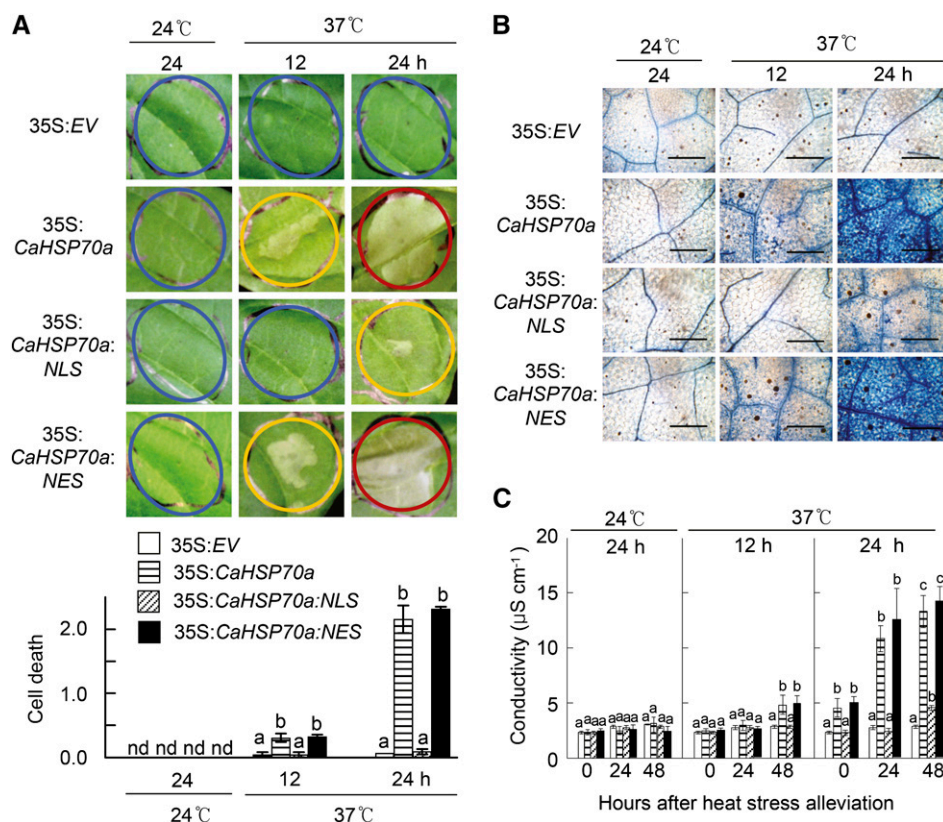 A
24℃ 37℃
24 12 24 h
35S:EV
35S:
CaHSP70a
35S:
CaHSP70a:
NLS
35S:
CaHSP70a:
NES
35S:EV
35S:CaHSP70a
35S:CaHSP70a:NLS
35S:CaHSP70a:NES
Cell death
2.0
1.0
0.0
nd nd nd nd
a b a b
a b a b
24 12 24 h
24℃ 37℃
B
24℃ 37℃
24 12 24 h
35S:EV
35S:
CaHSP70a
35S:
CaHSP70a:
NLS
35S:
CaHSP70a:
NES
C
24℃ 37℃
24 h 12 h 24 h
Conductivity (μS cm⁻¹)
20
15
10
5
0
a a a a a a a a a a a a
a a a a a a a a a b a b
a b a b a b a b a c b c
0 24 48 0 24 48 0 24 48
Hours after heat stress alleviation